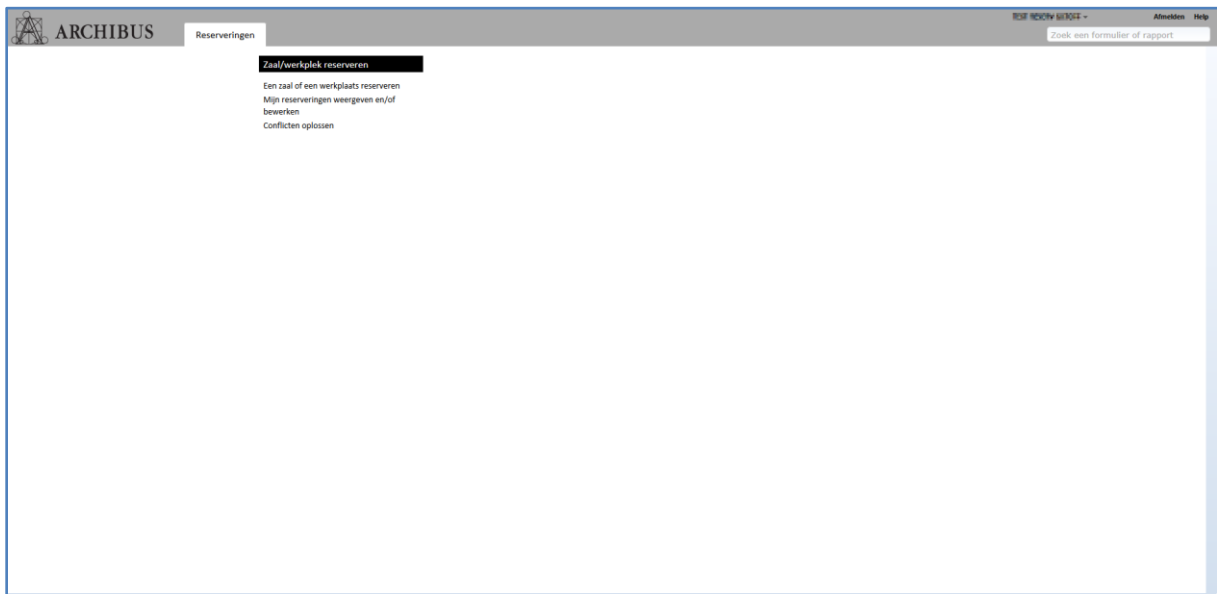 ARCHIBUS
Reserveringen
Afmelden Help
Zoek een formulier of rapport
Zaal/werkplek reserveren
Een zaal of een werkplaats reserveren
Mijn reserveringen weergeven en/of
bewerken
Conflicten oplossen